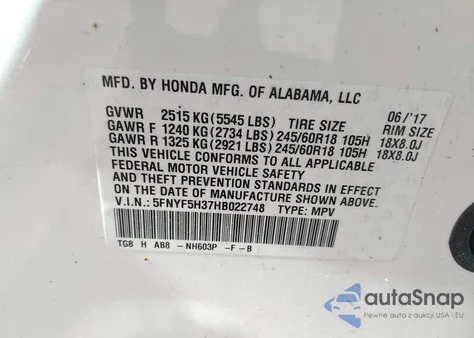 MFD. BY HONDA MFG. OF ALABAMA, LLC
GVWR 2515 KG (5545 LBS) TIRE SIZE 06/'17 RIM SIZE
GAWR F 1240 KG (2734 LBS) 245/60R18 105H 18X8.0J
GAWR R 1325 KG (2921 LBS) 245/60R18 105H 18X8.0J
THIS VEHICLE CONFORMS TO ALL APPLICABLE
FEDERAL MOTOR VEHICLE SAFETY, BUMPER,
AND THEFT PREVENTION STANDARDS IN EFFECT
ON THE DATE OF MANUFACTURE SHOWN ABOVE.
V.I.N.: 5FNYF5H37HB022748 TYPE: MPV
TG8 H AB8 -NH603P -F-B
autoSnap
Pewne auta z USA i EU